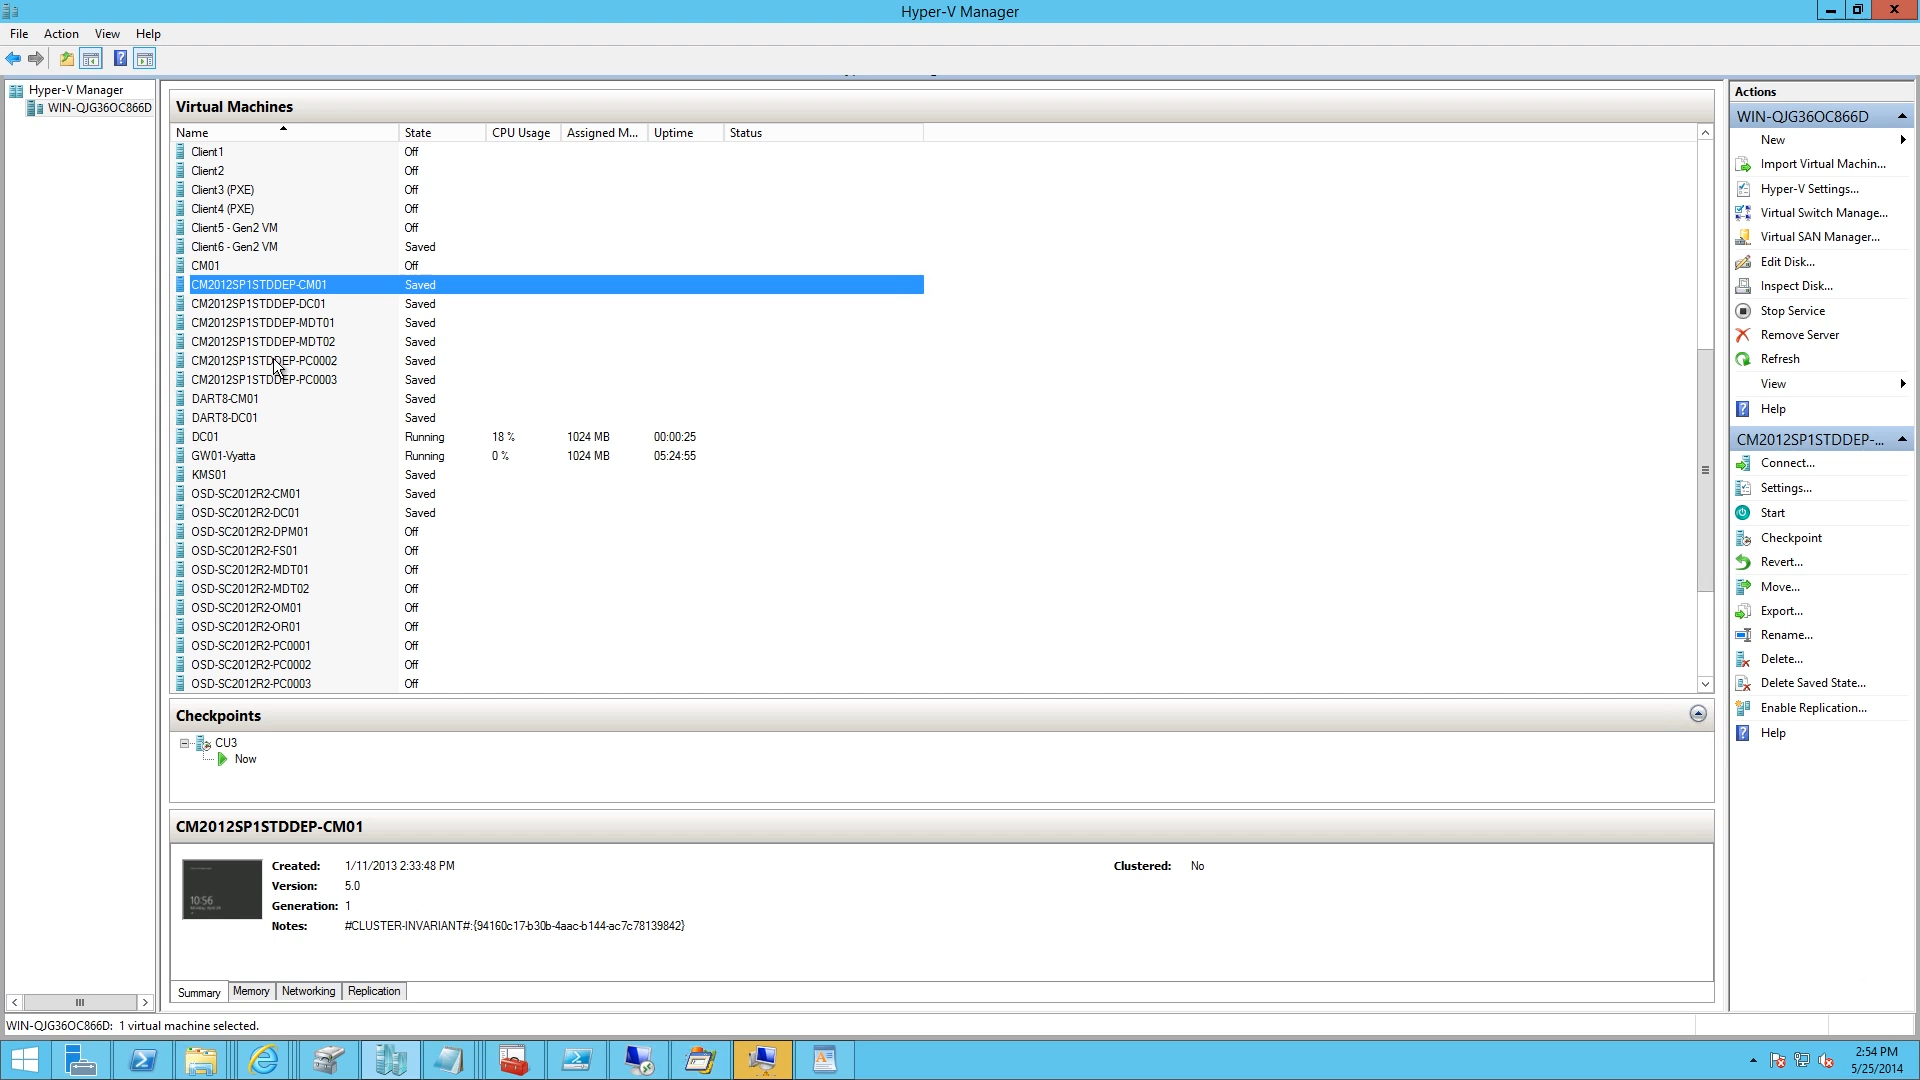 Hyper-V Manager
File Action View Help
Hyper-V Manager
WIN-QJG36OC866D
Virtual Machines
Name State CPU Usage Assigned M... Uptime Status
Client1 Off
Client2 Off
Client3 (PXE) Off
Client4 (PXE) Off
Client5 - Gen2 VM Off
Client6 - Gen2 VM Saved
CM01 Off
CM2012SP1STDDEP-CM01 Saved
CM2012SP1STDDEP-DC01 Saved
CM2012SP1STDDEP-MDT01 Saved
CM2012SP1STDDEP-MDT02 Saved
CM2012SP1STDDEP-PC0002 Saved
CM2012SP1STDDEP-PC0003 Saved
DART8-CM01 Saved
DART8-DC01 Saved
DC01 Running 18 % 1024 MB 00:00:25
GW01-Vyatta Running 0 % 1024 MB 05:24:55
KMS01 Saved
OSD-SC2012R2-CM01 Saved
OSD-SC2012R2-DC01 Saved
OSD-SC2012R2-DPM01 Off
OSD-SC2012R2-FS01 Off
OSD-SC2012R2-MDT01 Off
OSD-SC2012R2-MDT02 Off
OSD-SC2012R2-OM01 Off
OSD-SC2012R2-OR01 Off
OSD-SC2012R2-PC0001 Off
OSD-SC2012R2-PC0002 Off
OSD-SC2012R2-PC0003 Off
Checkpoints
CU3
Now
CM2012SP1STDDEP-CM01
10:56
Created: 1/11/2013 2:33:48 PM Clustered: No
Version: 5.0
Generation: 1
Notes: #CLUSTER-INVARIANT#:{94160c17-b30b-4aac-b144-ac7c78139842}
Summary Memory Networking Replication
Actions
WIN-QJG36OC866D
New
Import Virtual Machin...
Hyper-V Settings...
Virtual Switch Manage...
Virtual SAN Manager...
Edit Disk...
Inspect Disk...
Stop Service
Remove Server
Refresh
View
Help
CM2012SP1STDDEP-...
Connect...
Settings...
Start
Checkpoint
Revert...
Move...
Export...
Rename...
Delete...
Delete Saved State...
Enable Replication...
Help
WIN-QJG36OC866D: 1 virtual machine selected.
2:54 PM
5/25/2014